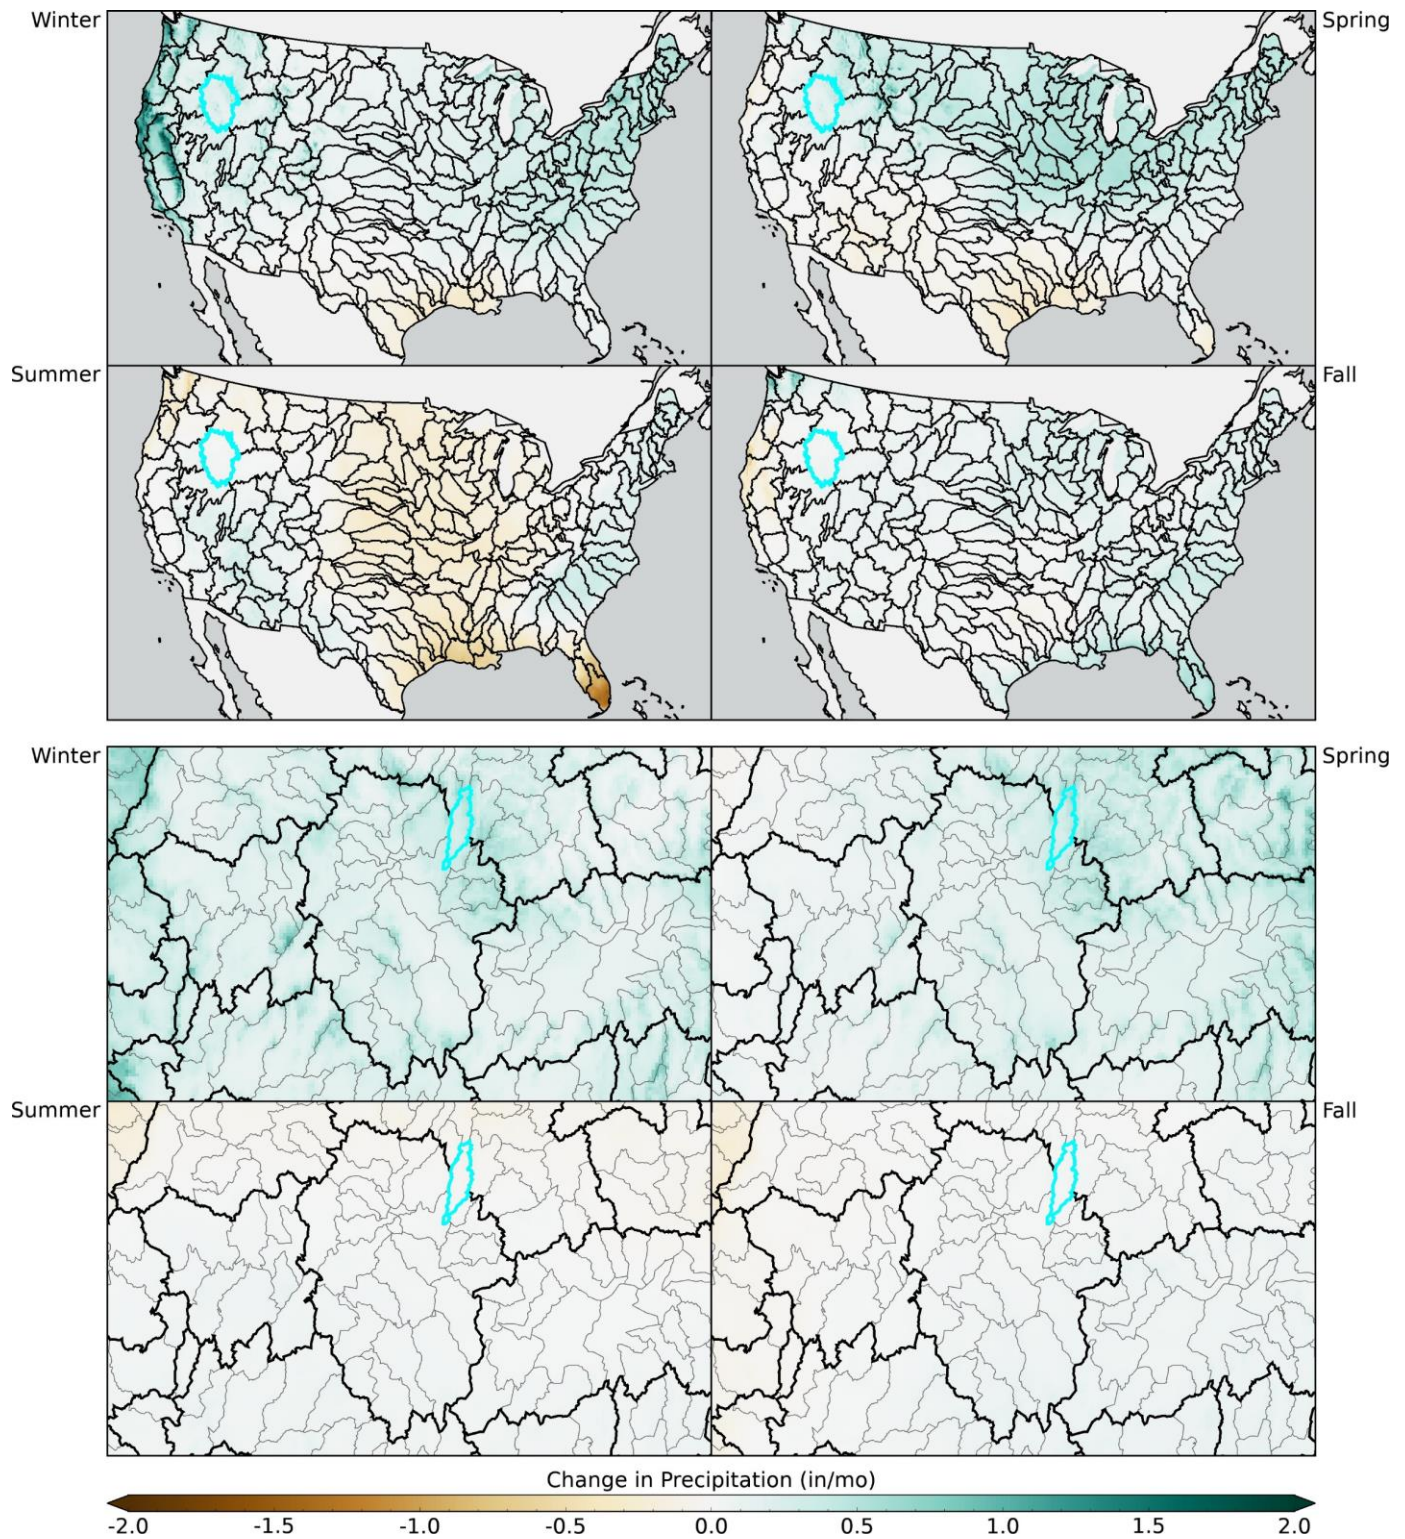 Winter
Spring
Summer
Fall
Winter
Spring
Summer
Fall
Change in Precipitation (in/mo)
-2.0 -1.5 -1.0 -0.5 0.0 0.5 1.0 1.5 2.0